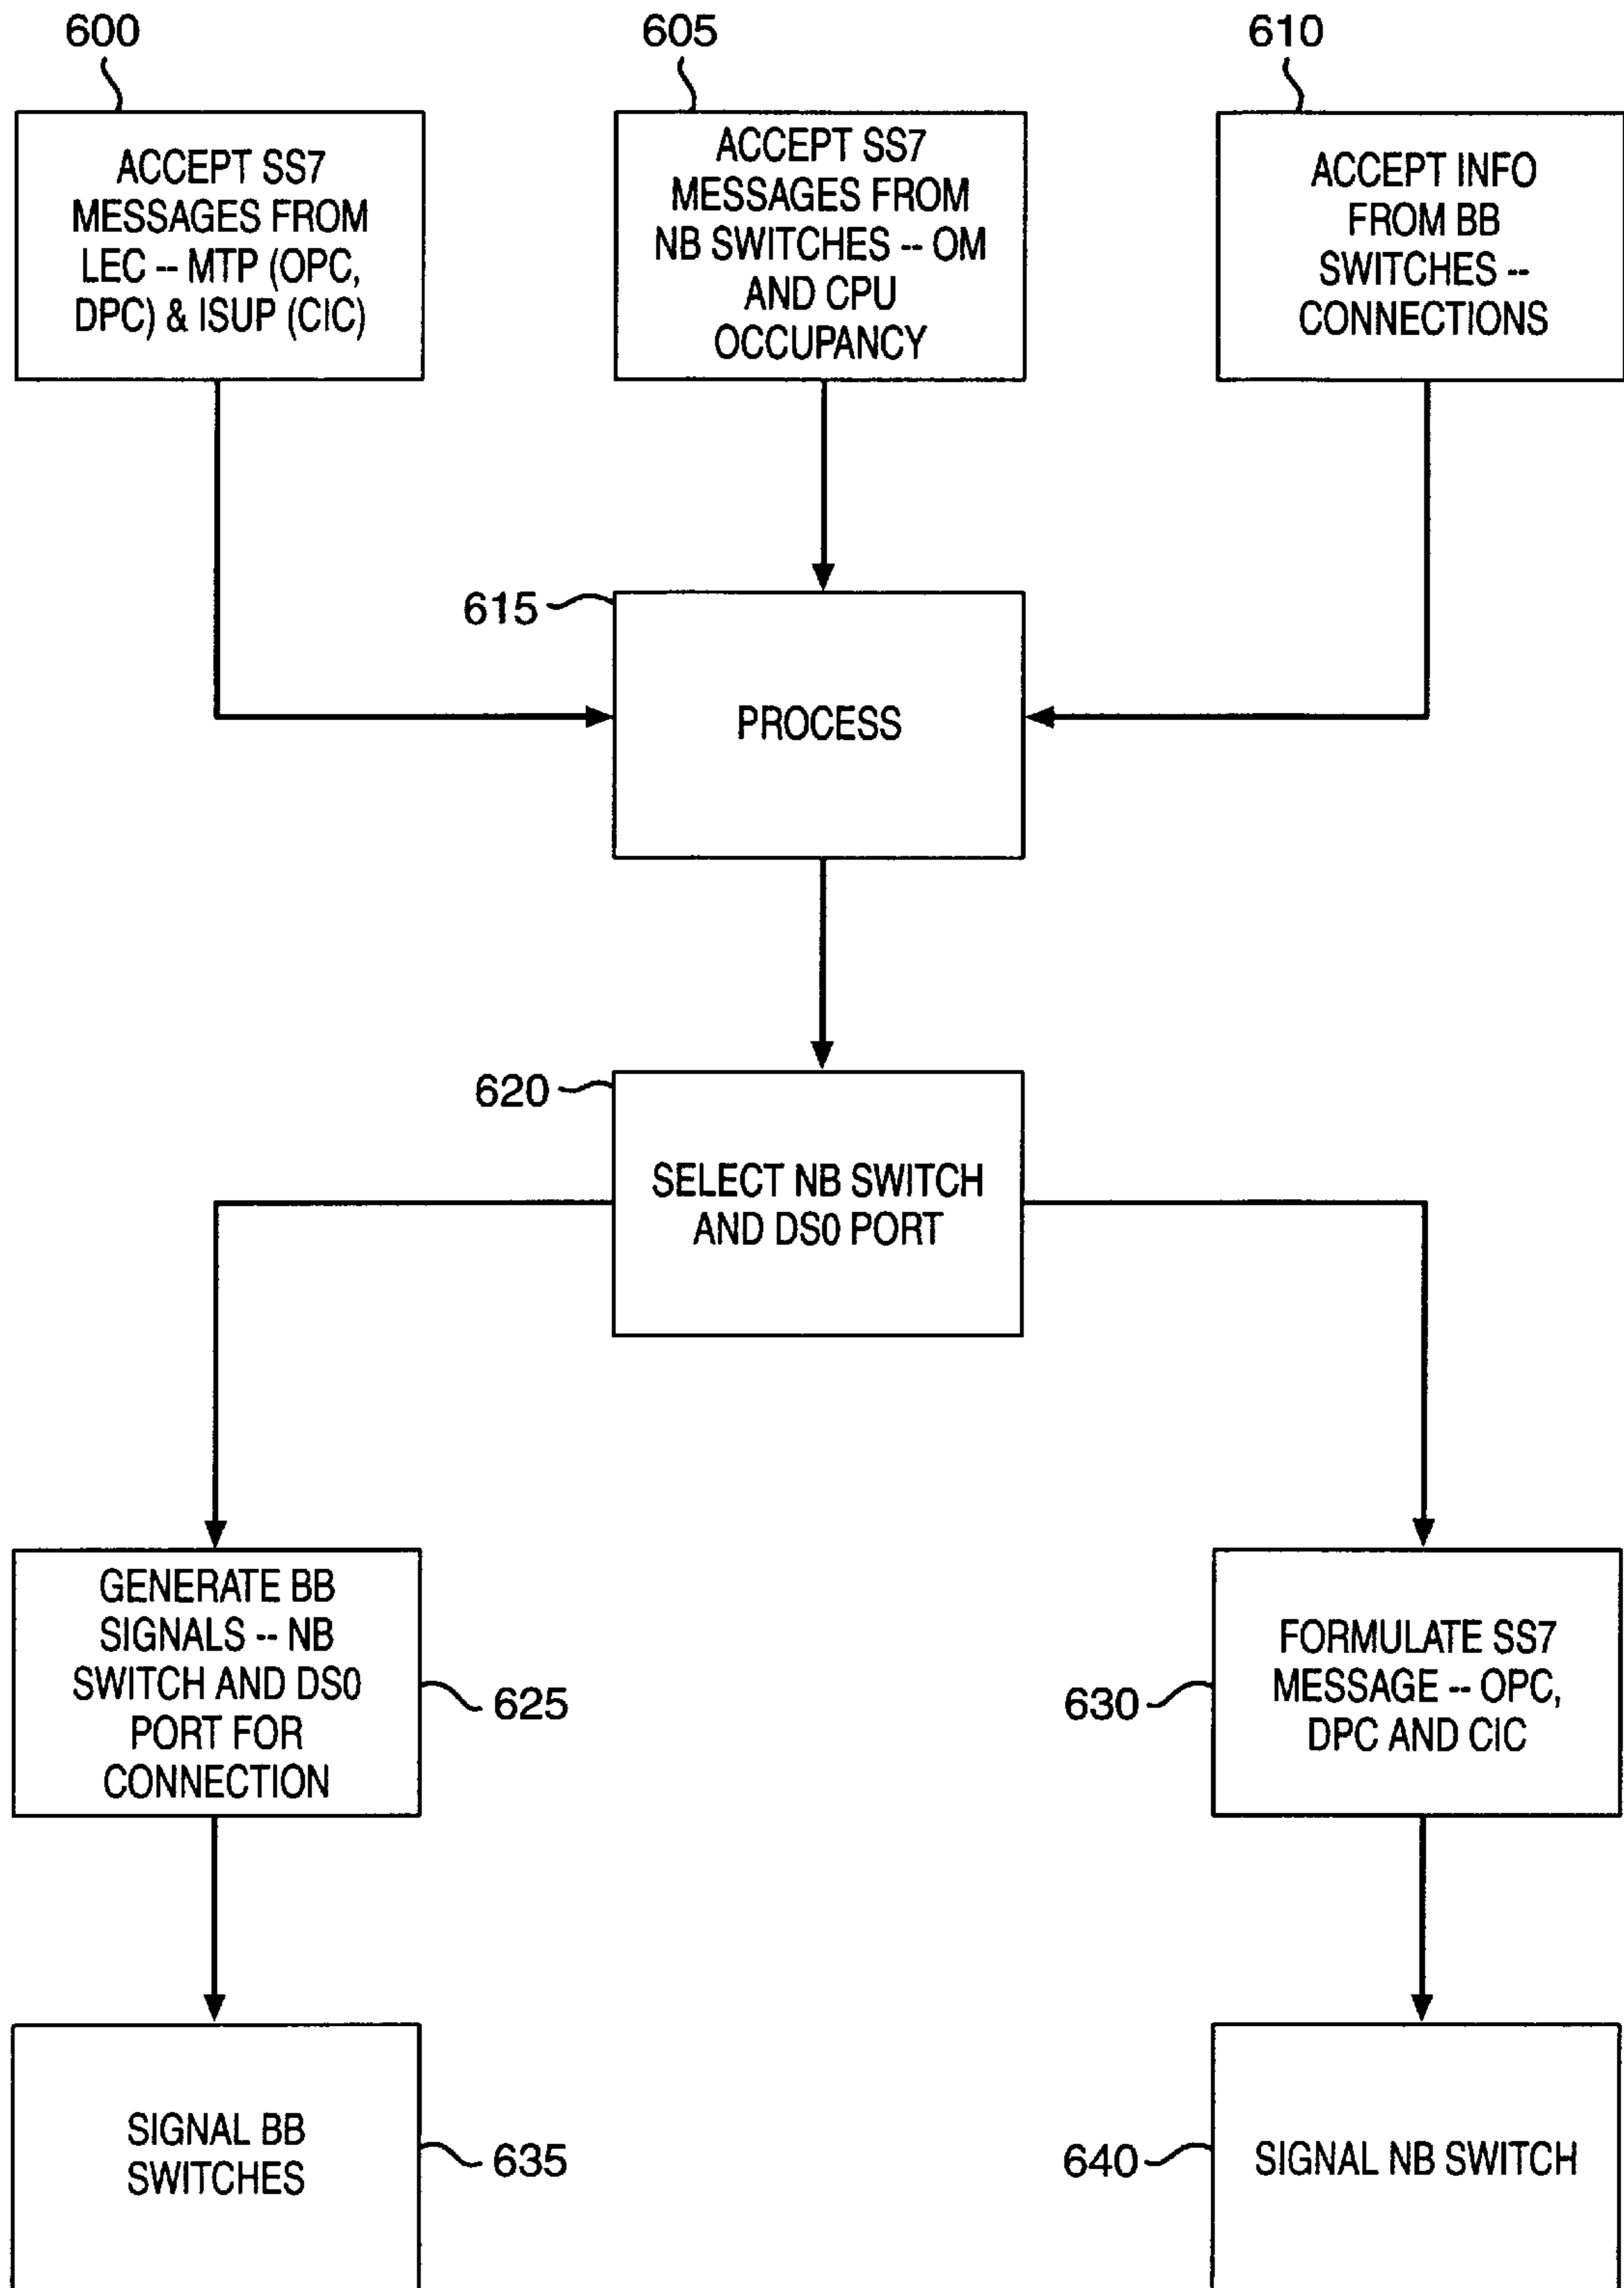 600
605
610
ACCEPT SS7
MESSAGES FROM
LEC -- MTP (OPC,
DPC) & ISUP (CIC)
ACCEPT SS7
MESSAGES FROM
NB SWITCHES -- OM
AND CPU
OCCUPANCY
ACCEPT INFO
FROM BB
SWITCHES --
CONNECTIONS
615
PROCESS
620
SELECT NB SWITCH
AND DS0 PORT
GENERATE BB
SIGNALS -- NB
SWITCH AND DS0
PORT FOR
CONNECTION
625
630
FORMULATE SS7
MESSAGE -- OPC,
DPC AND CIC
SIGNAL BB
SWITCHES
635
640
SIGNAL NB SWITCH